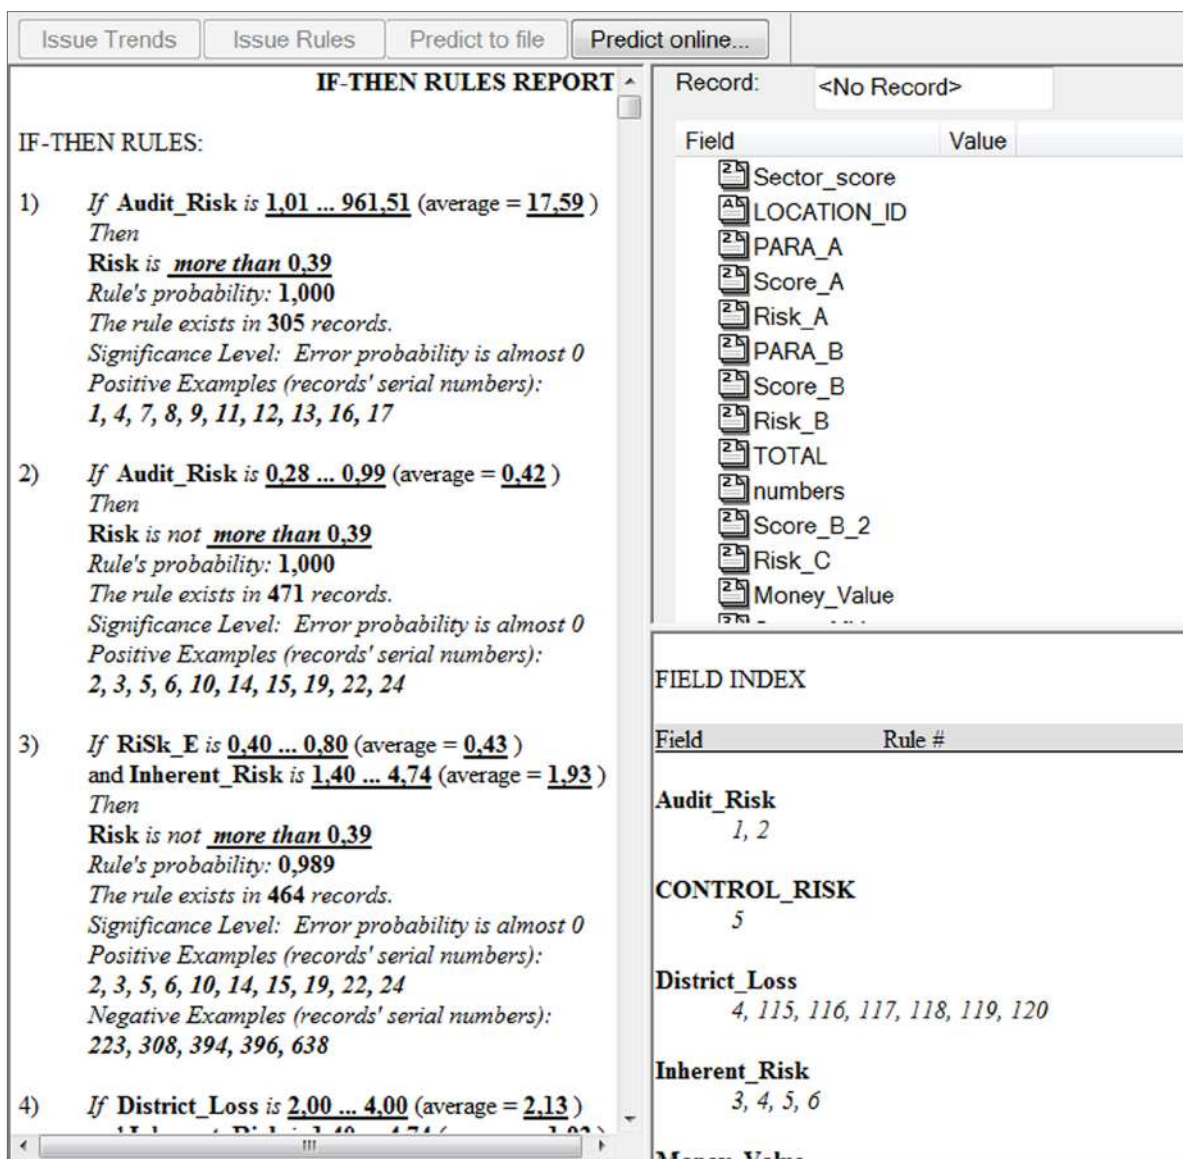 Issue Trends Issue Rules Predict to file Predict online...
IF-THEN RULES REPORT
IF-THEN RULES:
1) If Audit_Risk is 1,01 ... 961,51 (average = 17,59 )
Then
Risk is more than 0,39
Rule's probability: 1,000
The rule exists in 305 records.
Significance Level: Error probability is almost 0
Positive Examples (records' serial numbers):
1, 4, 7, 8, 9, 11, 12, 13, 16, 17
2) If Audit_Risk is 0,28 ... 0,99 (average = 0,42 )
Then
Risk is not more than 0,39
Rule's probability: 1,000
The rule exists in 471 records.
Significance Level: Error probability is almost 0
Positive Examples (records' serial numbers):
2, 3, 5, 6, 10, 14, 15, 19, 22, 24
3) If RiSk_E is 0,40 ... 0,80 (average = 0,43 )
and Inherent_Risk is 1,40 ... 4,74 (average = 1,93 )
Then
Risk is not more than 0,39
Rule's probability: 0,989
The rule exists in 464 records.
Significance Level: Error probability is almost 0
Positive Examples (records' serial numbers):
2, 3, 5, 6, 10, 14, 15, 19, 22, 24
Negative Examples (records' serial numbers):
223, 308, 394, 396, 638
4) If District_Loss is 2,00 ... 4,00 (average = 2,13 )
Record: <No Record>
Field Value
Sector_score
LOCATION_ID
PARA_A
Score_A
Risk_A
PARA_B
Score_B
Risk_B
TOTAL
numbers
Score_B_2
Risk_C
Money_Value
FIELD INDEX
Field Rule #
Audit_Risk
1, 2
CONTROL_RISK
5
District_Loss
4, 115, 116, 117, 118, 119, 120
Inherent_Risk
3, 4, 5, 6
Money_Value